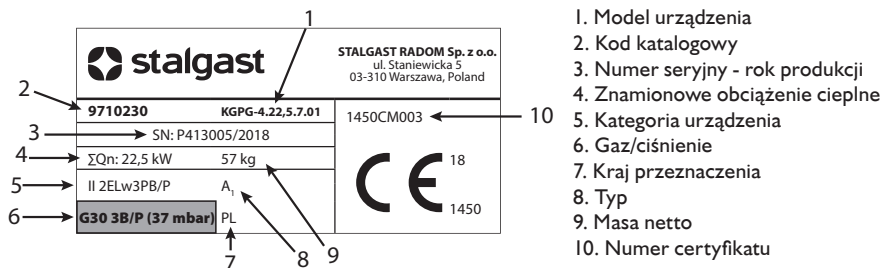 1
stalgast
STALGAST RADOM Sp. z o.o.
ul. Staniewicka 5
03-310 Warszawa, Poland
2
9710230 KGPG-4.22,5.7.01
3
SN: P413005/2018
4
ΣQn: 22,5 kW 57 kg
5
II 2ELw3PB/P A1
6
G30 3B/P (37 mbar) PL
7
8
9
1450CM003
10
CE
18
1450
1. Model urządzenia
2. Kod katalogowy
3. Numer seryjny - rok produkcji
4. Znamionowe obciążenie cieplne
5. Kategoria urządzenia
6. Gaz/ciśnienie
7. Kraj przeznaczenia
8. Typ
9. Masa netto
10. Numer certyfikatu